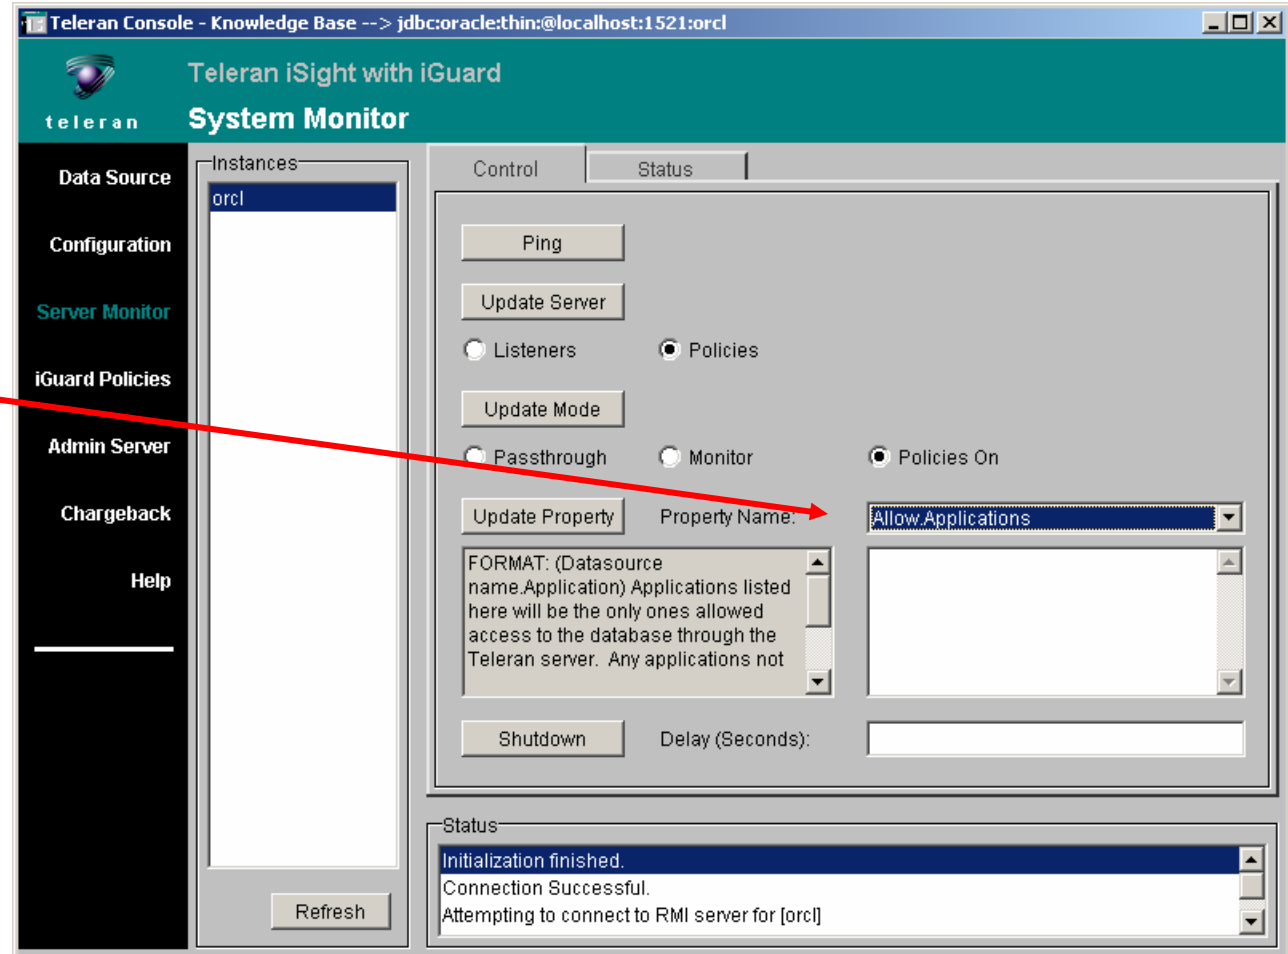 Teleran Console - Knowledge Base --> jdbc:oracle:thin:@localhost:1521:orcl
Teleran iSight with iGuard
System Monitor
teleran
Data Source
Configuration
Server Monitor
iGuard Policies
Admin Server
Chargeback
Help
Instances
orcl
Refresh
Control Status
Ping
Update Server
Listeners Policies
Update Mode
Passthrough Monitor Policies On
Update Property Property Name: Allow.Applications
FORMAT: (Datasource
name.Application) Applications listed
here will be the only ones allowed
access to the database through the
Teleran server. Any applications not
Shutdown Delay (Seconds):
Status
Initialization finished.
Connection Successful.
Attempting to connect to RMI server for [orcl]